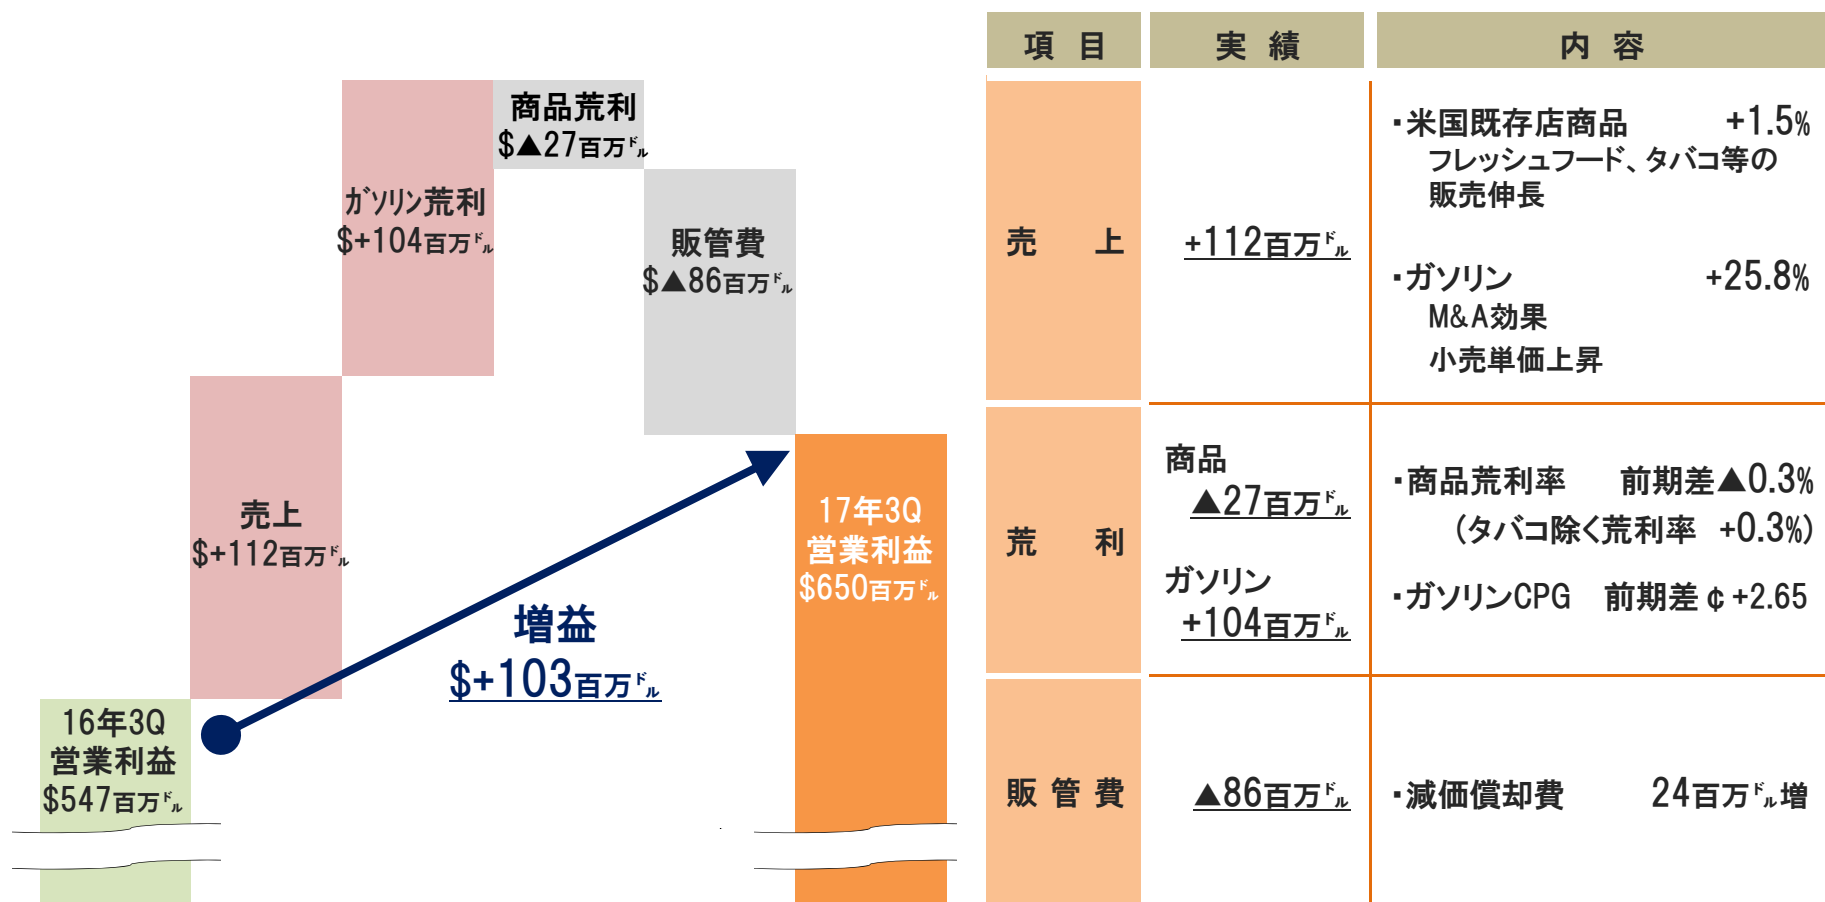 商品荒利
$▲27百万㌦
ｶﾞｿﾘﾝ荒利
$+104百万㌦
販管費
$▲86百万㌦
売上
$+112百万㌦
17年3Q
営業利益
$650百万㌦
増益
$+103百万㌦
16年3Q
営業利益
$547百万㌦
項 目 実 績 内 容
売 上
+112百万㌦
・米国既存店商品 +1.5%
フレッシュフード、タバコ等の
販売伸長
・ガソリン +25.8%
M&A効果
小売単価上昇
荒 利
商品
▲27百万㌦
ガソリン
+104百万㌦
・商品荒利率 前期差▲0.3%
(タバコ除く荒利率 +0.3%)
・ガソリンCPG 前期差￠+2.65
販 管 費
▲86百万㌦
・減価償却費 24百万㌦増